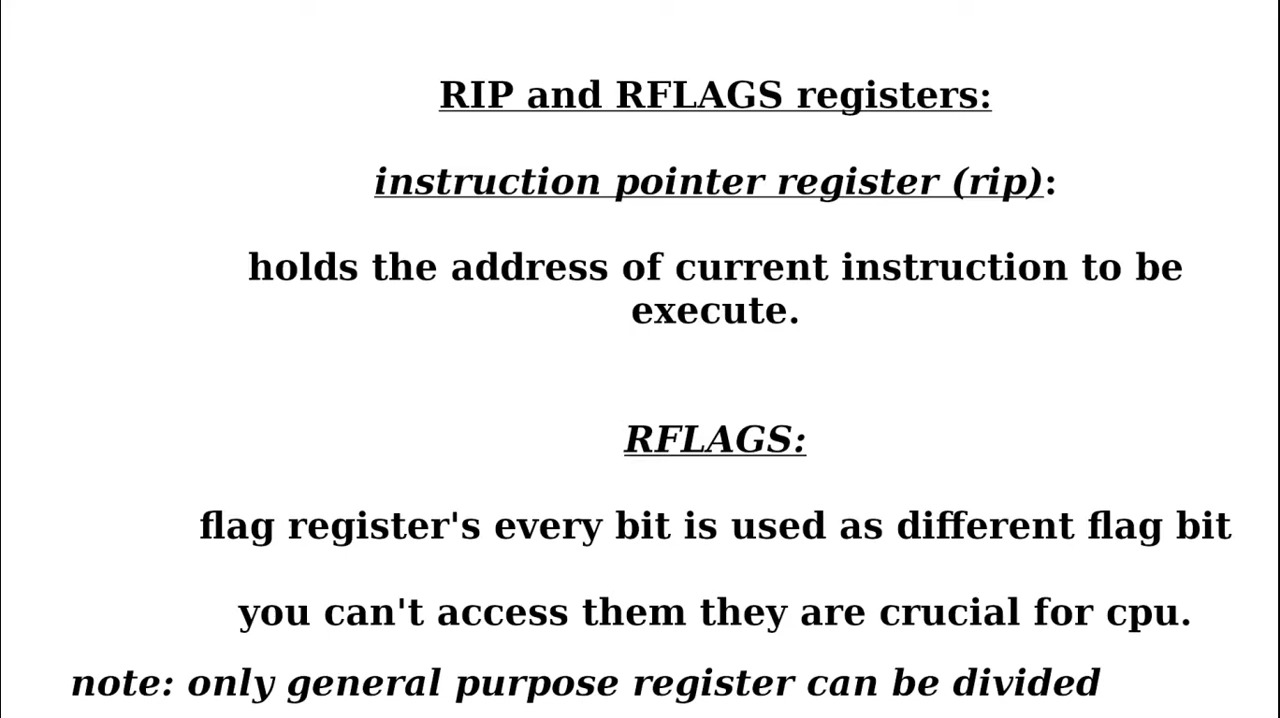 RIP and RFLAGS registers:
instruction pointer register (rip):
holds the address of current instruction to be
execute.
RFLAGS:
flag register's every bit is used as different flag bit
you can't access them they are crucial for cpu.
note: only general purpose register can be divided